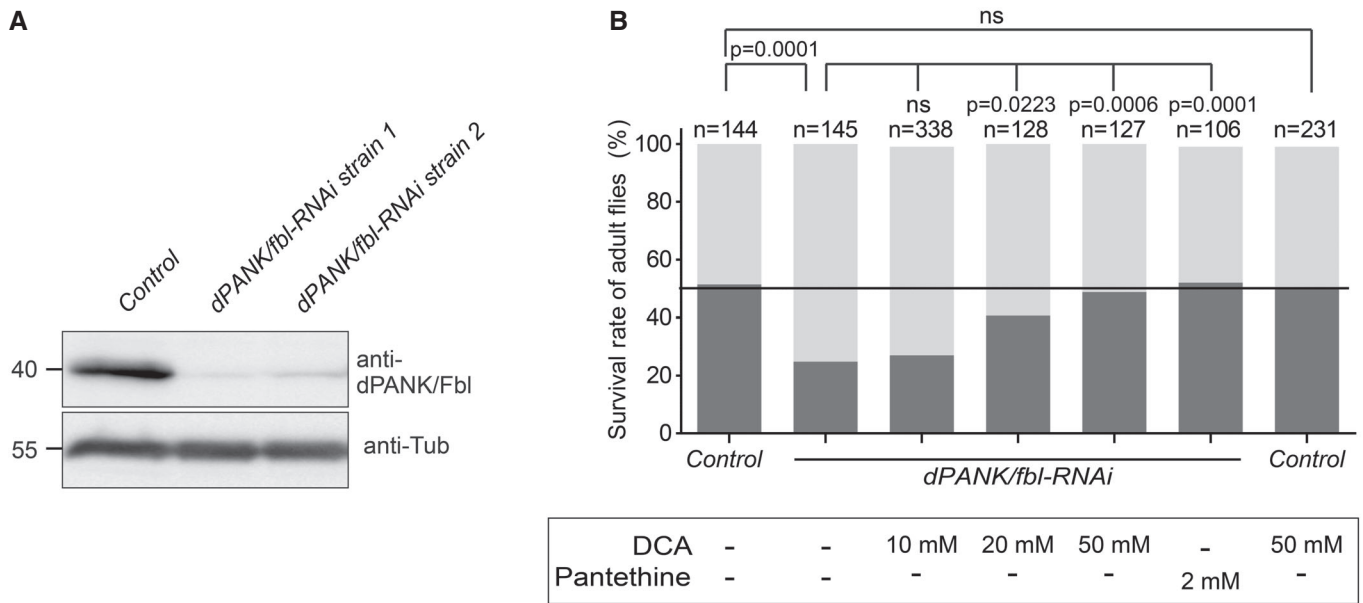 A
Control
dPANK/fbl-RNAi strain 1
dPANK/fbl-RNAi strain 2
40
anti-
dPANK/Fbl
55
anti-Tub
B
ns
p=0.0001
ns p=0.0223 p=0.0006 p=0.0001
n=144 n=145 n=338 n=128 n=127 n=106 n=231
Survival rate of adult flies (%)
100
80
60
40
20
0
Control dPANK/fbl-RNAi Control
DCA - - 10 mM 20 mM 50 mM - 50 mM
Pantethine - - - - - 2 mM -